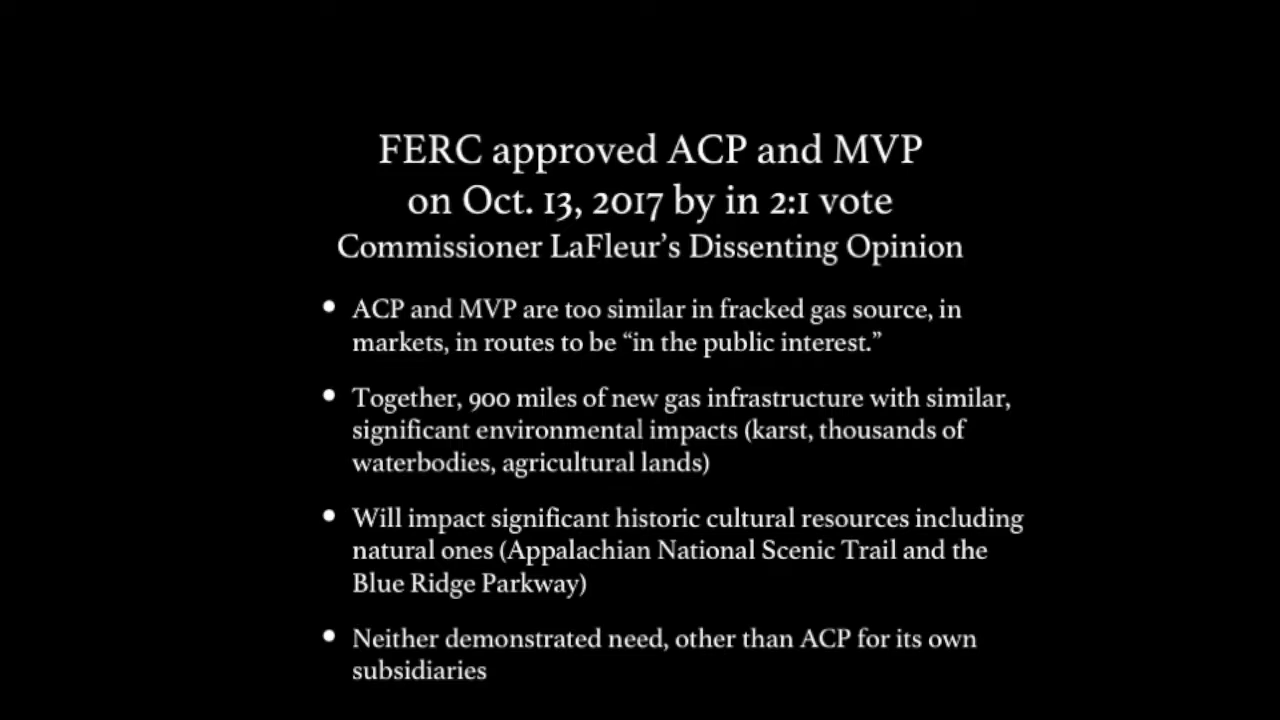 FERC approved ACP and MVP
on Oct. 13, 2017 by in 2:1 vote
Commissioner LaFleur’s Dissenting Opinion
• ACP and MVP are too similar in fracked gas source, in
markets, in routes to be “in the public interest.”
• Together, 900 miles of new gas infrastructure with similar,
significant environmental impacts (karst, thousands of
waterbodies, agricultural lands)
• Will impact significant historic cultural resources including
natural ones (Appalachian National Scenic Trail and the
Blue Ridge Parkway)
• Neither demonstrated need, other than ACP for its own
subsidiaries